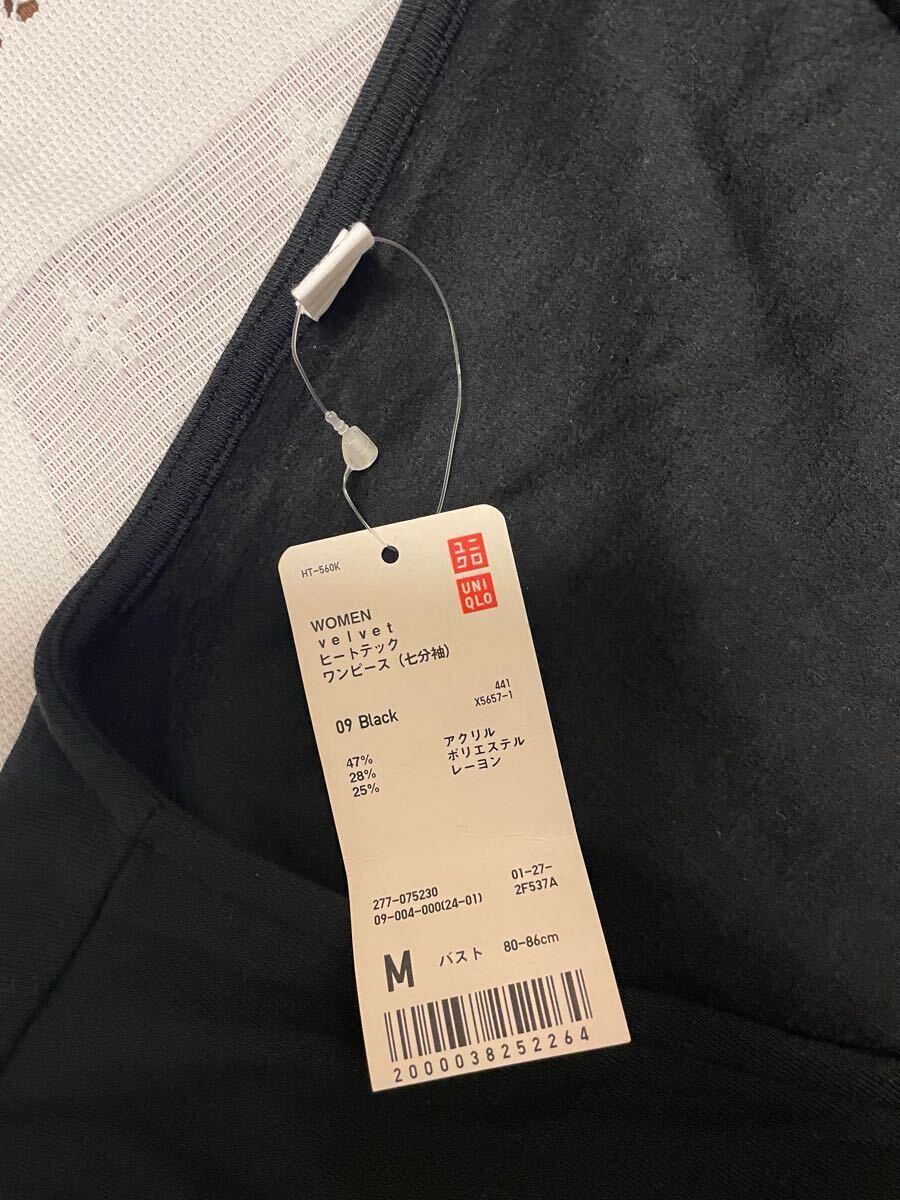 HT-560K
ユニ
クロ
UNI
QLO
WOMEN
velvet
ヒートテック
ワンピース (七分袖)
441
X5657-1
09 Black
47% アクリル
28% ポリエステル
25% レーヨン
277-075230 01-27-
09-004-000(24-01) 2F537A
M バスト 80-86cm
2000038252264